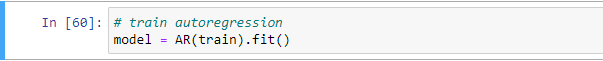 In [60]: # train autoregression
model = AR(train).fit()